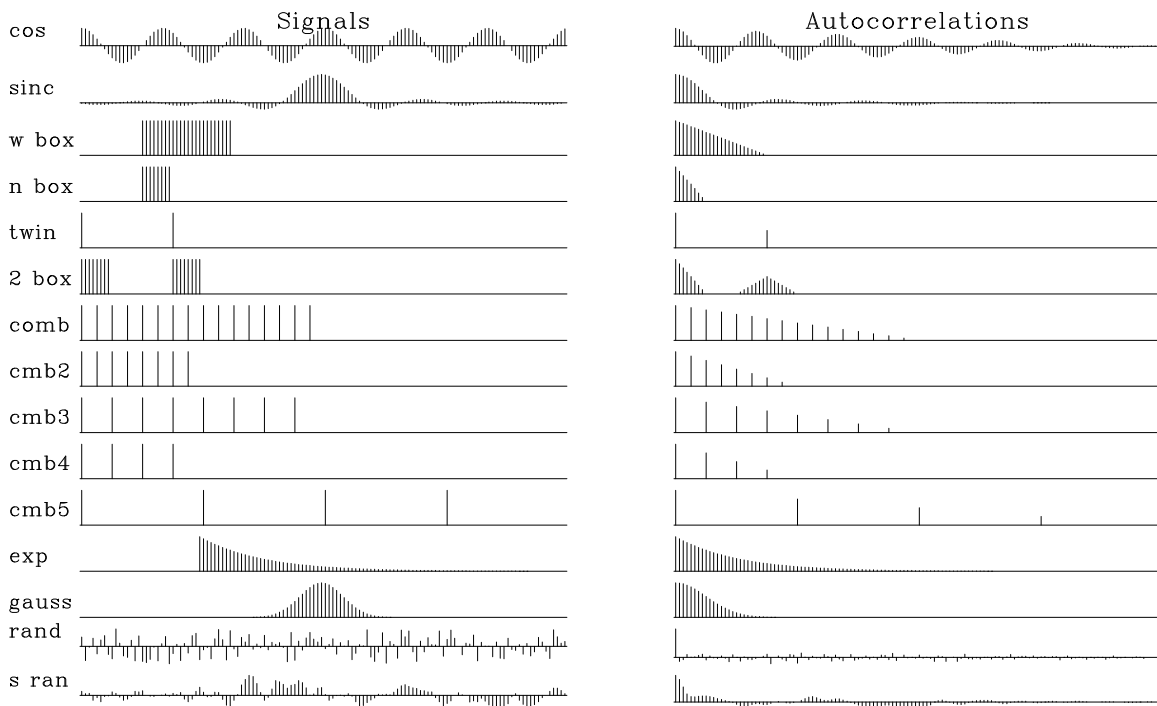 Signals
Autocorrelations
cos
sinc
w box
n box
twin
2 box
comb
cmb2
cmb3
cmb4
cmb5
exp
gauss
rand
s ran